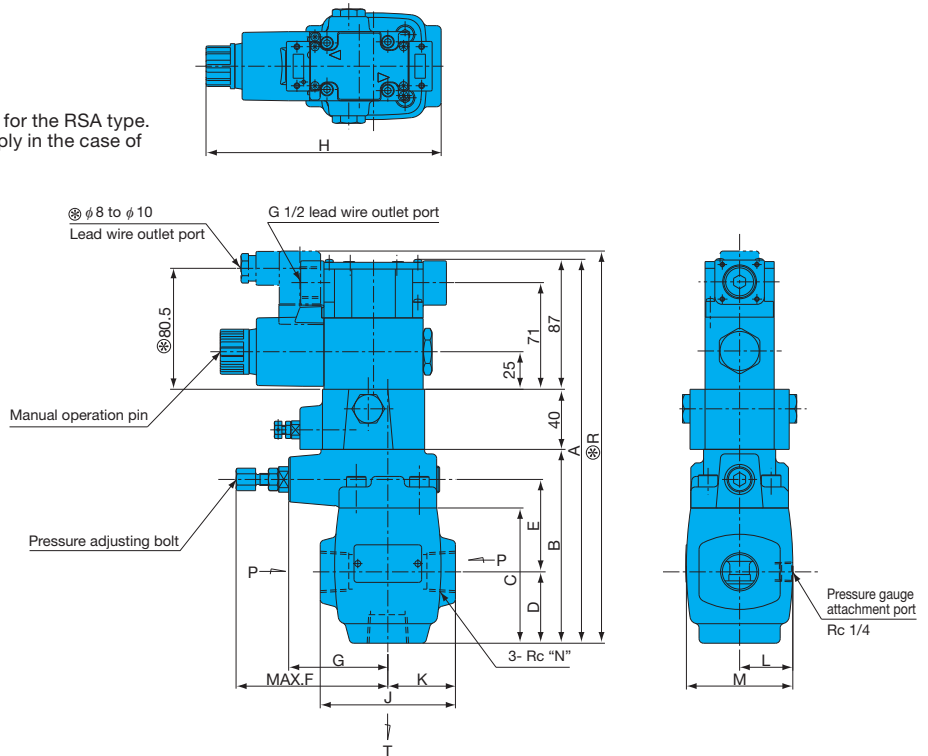 for the RSA type.
ply in the case of
H
⊛ φ8 to φ10
Lead wire outlet port
G 1/2 lead wire outlet port
⊛80.5
71
87
25
40
A
⊛R
Manual operation pin
Pressure adjusting bolt
E
B
C
D
P
P
G
MAX.F
K
J
T
3- Rc “N”
L
M
Pressure gauge
attachment port
Rc 1/4